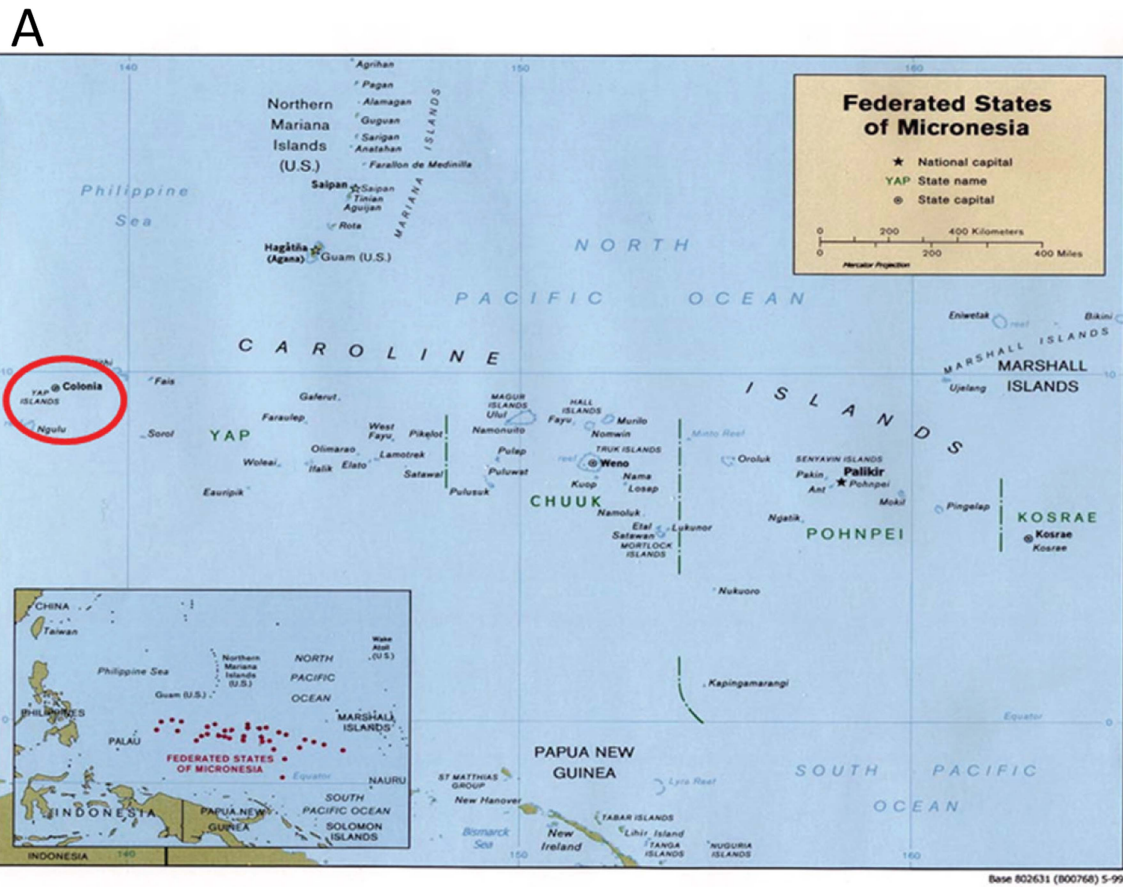 A
140
150
160
Agrihan
Pagan
Alamagan
Guguan
Sarigan
Anatahan
Farallon de Medinilla
Northern
Mariana
Islands
(U.S.)
MARIANA ISLANDS
Saipan
Saipan
Tinian
Aguijan
Rota
Hagåtña
(Agana)
Guam (U.S.)
Philippine
Sea
NORTH
PACIFIC OCEAN
Federated States
of Micronesia
National capital
YAP State name
State capital
0 200 400 Kilometers
0 200 400 Miles
Mercator Projection
Eniwetak
reef
Bikini
MARSHALL ISLANDS
MARSHALL
ISLANDS
Ujelang
10
10
CAROLINE
ISLANDS
Colonia
YAP
ISLANDS
Ngulu
Fais
Sorol
YAP
Gaferut
Faraulep
West
Fayu
Pikelot
Olimarao
Lamotrek
Woleai
Ifalik
Elato
Satawal
Eauripik
MAGUR
ISLANDS
Ulul
Namonuito
Pulap
Puluwat
Pulusuk
HALL
ISLANDS
Fayu
Murilo
Nomwin
TRUK ISLANDS
reef
Weno
Nama
Kuop
Losap
CHUUK
Namoluk
Etal
Lukunor
Satawan
MORTLOCK
ISLANDS
Minto Reef
Oroluk
SENYAVIN ISLANDS
Pakin
Palikir
Pohnpei
Ant
Mokil
Ngatik
POHNPEI
Pingelap
KOSRAE
Kosrae
Kosrae
Nukuoro
Kapingamarangi
Equator
0
0
CHINA
Taiwan
Philippine Sea
Northern
Mariana
Islands
(U.S.)
Guam (U.S.)
NORTH
PACIFIC
OCEAN
Wake
Atoll
(U.S.)
PHILIPPINES
PALAU
MARSHALL
ISLANDS
FEDERATED STATES
OF MICRONESIA
Equator
NAURU
INDONESIA
PAPUA NEW
GUINEA
SOUTH
PACIFIC OCEAN
SOLOMON
ISLANDS
INDONESIA
140
150
160
PAPUA NEW
GUINEA
ST MATTHIAS
GROUP
New Hanover
Bismarck
Sea
New
Ireland
Lyra Reef
TABAR ISLANDS
Lihir Island
TANGA
ISLANDS
NUGURIA
ISLANDS
SOUTH PACIFIC
OCEAN
Base 802631 (B00768) 5-99